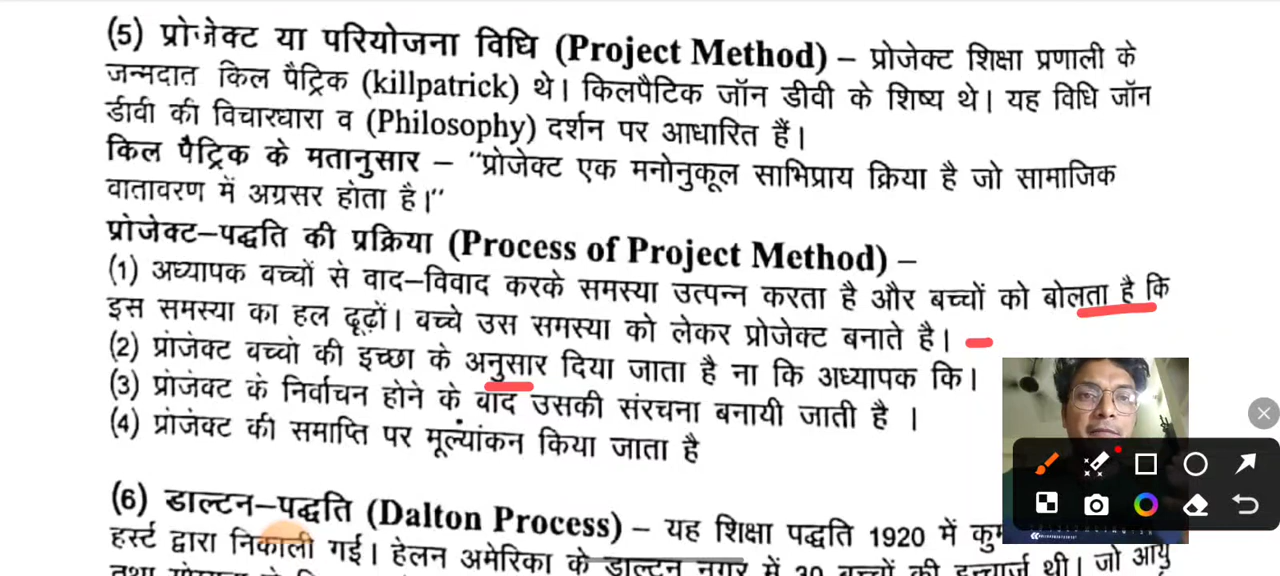 (5) प्रोजेक्ट या परियोजना विधि (Project Method) – प्रोजेक्ट शिक्षा प्रणाली के
जन्मदात किल पैट्रिक (killpatrick) थे। किलपैटिक जॉन डीवी के शिष्य थे। यह विधि जॉन
डीवी की विचारधारा व (Philosophy) दर्शन पर आधारित हैं।
किल पैट्रिक के मतानुसार – "प्रोजेक्ट एक मनोनुकूल साभिप्राय क्रिया है जो सामाजिक
वातावरण में अग्रसर होता है।"
प्रोजेक्ट–पद्धति की प्रक्रिया (Process of Project Method) –
(1) अध्यापक बच्चों से वाद–विवाद करके समस्या उत्पन्न करता है और बच्चों को बोलता है कि
इस समस्या का हल ढूढ़ों। बच्चे उस समस्या को लेकर प्रोजेक्ट बनाते है।
(2) प्रोजेक्ट बच्चों की इच्छा के अनुसार दिया जाता है ना कि अध्यापक कि।
(3) प्रोजेक्ट के निर्वाचन होने के बाद उसकी संरचना बनायी जाती है ।
(4) प्रोजेक्ट की समाप्ति पर मूल्यांकन किया जाता है
(6) डाल्टन–पद्धति (Dalton Process) – यह शिक्षा पद्धति 1920 में
हर्स्ट द्वारा निकाली गई। हेलन अमेरिका के डाल्टन नगर में 30 बच्चों की इन्चार्ज थी। जो आयु